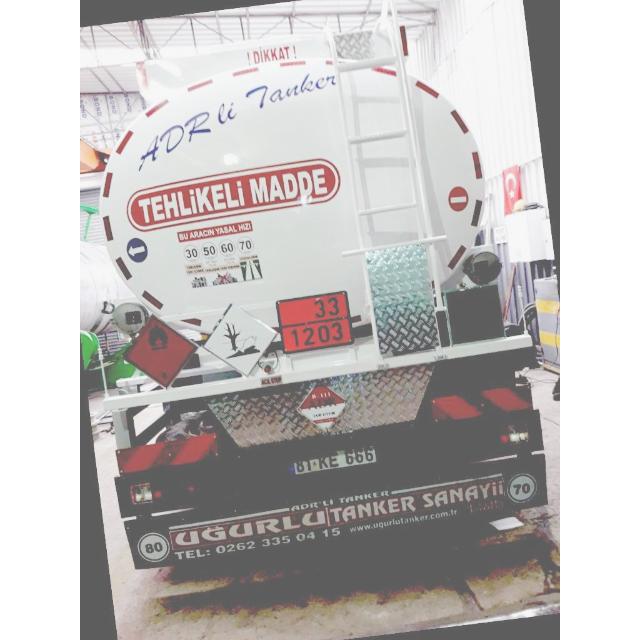 ! DİKKAT !
ADR li Tanker
TEHLİKELİ MADDE
BU ARACIN YASAL HIZI
30 50 60 70
33
1203
ACİL STOP
81 KE 666
ADR'Lİ TANKER
UĞURLU TANKER SANAYİİ
TEL: 0262 335 04 15 www.ugurlutanker.com.tr
80
70